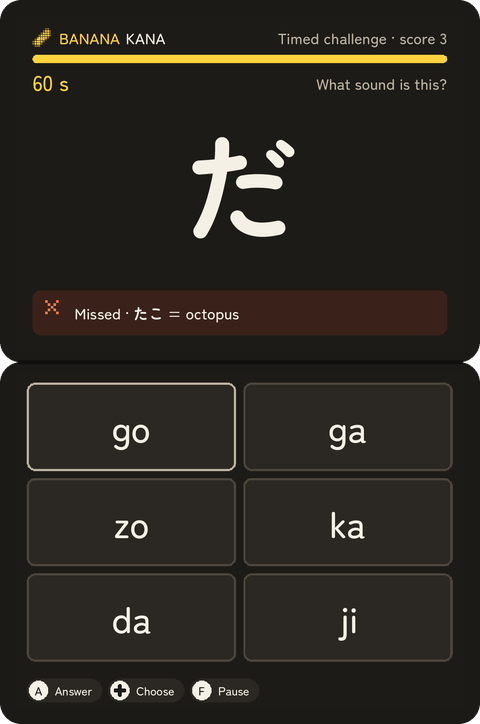 BANANA KANA
Timed challenge · score 3
60 s
What sound is this?
だ
Missed · たこ = octopus
go
ga
zo
ka
da
ji
A Answer
Choose
F Pause